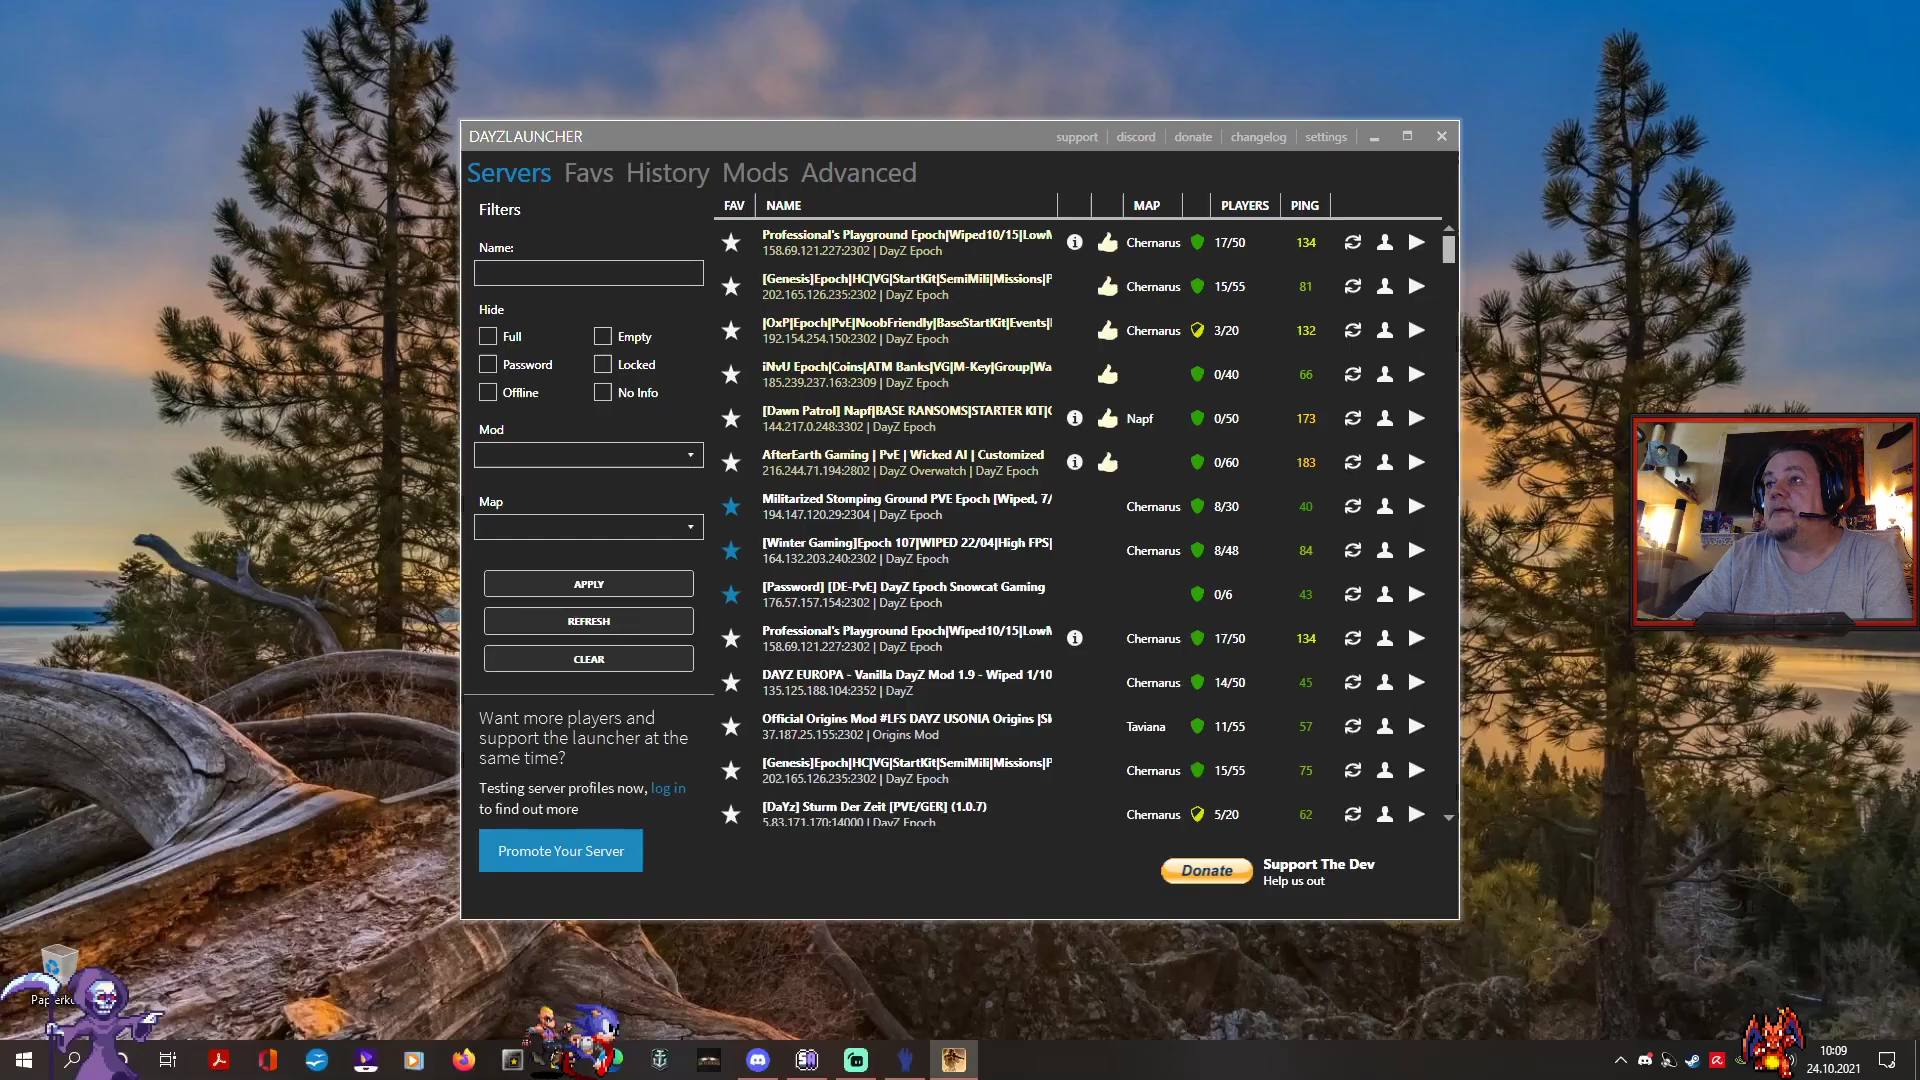 DAYZLAUNCHER
support
discord
donate
changelog
settings
Servers Favs History Mods Advanced
Filters
Name:
Hide
Full
Empty
Password
Locked
Offline
No Info
Mod
Map
APPLY
REFRESH
CLEAR
Want more players and
support the launcher at the
same time?
Testing server profiles now, log in
to find out more
Promote Your Server
FAV NAME MAP PLAYERS PING
Professional's Playground Epoch|Wiped10/15|Low
158.69.121.227:2302 | DayZ Epoch
Chernarus 17/50 134
[Genesis]Epoch|HC|VG|StartKit|SemiMili|Missions|P
202.165.126.235:2302 | DayZ Epoch
Chernarus 15/55 81
|OxP|Epoch|PvE|NoobFriendly|BaseStartKit|Events|
192.154.254.150:2302 | DayZ Epoch
Chernarus 3/20 132
iNvU Epoch|Coins|ATM Banks|VG|M-Key|Group|Wa
185.239.237.163:2309 | DayZ Epoch
0/40 66
[Dawn Patrol] Napf|BASE RANSOMS|STARTER KIT|
144.217.0.248:3302 | DayZ Epoch
Napf 0/50 173
AfterEarth Gaming | PvE | Wicked AI | Customized
216.244.71.194:2802 | DayZ Overwatch | DayZ Epoch
0/60 183
Militarized Stomping Ground PVE Epoch [Wiped, 7/
194.147.120.29:2304 | DayZ Epoch
Chernarus 8/30 40
[Winter Gaming]Epoch 107|WIPED 22/04|High FPS|
164.132.203.240:2302 | DayZ Epoch
Chernarus 8/48 84
[Password] [DE-PvE] DayZ Epoch Snowcat Gaming
176.57.157.154:2302 | DayZ Epoch
0/6 43
Professional's Playground Epoch|Wiped10/15|Low
158.69.121.227:2302 | DayZ Epoch
Chernarus 17/50 134
DAYZ EUROPA - Vanilla DayZ Mod 1.9 - Wiped 1/10
135.125.188.104:2352 | DayZ
Chernarus 14/50 45
Official Origins Mod #LFS DAYZ USONIA Origins |Sk
37.187.25.155:2302 | Origins Mod
Taviana 11/55 57
[Genesis]Epoch|HC|VG|StartKit|SemiMili|Missions|P
202.165.126.235:2302 | DayZ Epoch
Chernarus 15/55 75
[DaYz] Sturm Der Zeit [PVE/GER] (1.0.7)
5.83.171.170:14000 | DayZ Epoch
Chernarus 5/20 62
Donate
Support The Dev
Help us out
10:09
24.10.2021